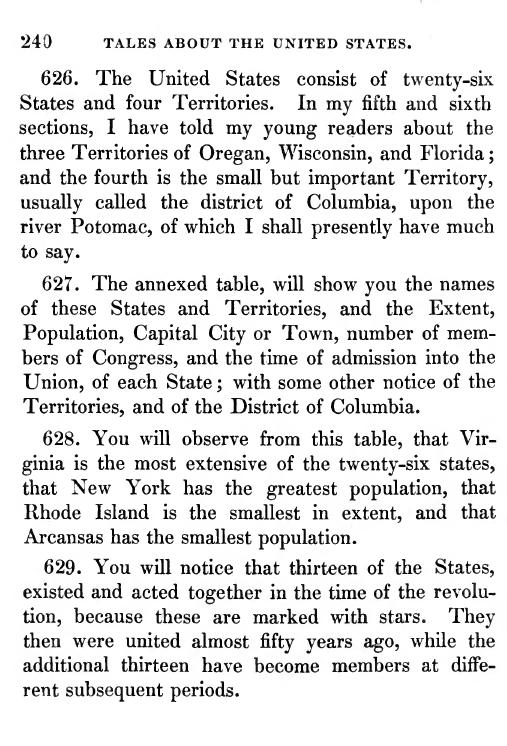 240 TALES ABOUT THE UNITED STATES.
626. The United States consist of twenty-six
States and four Territories. In my fifth and sixth
sections, I have told my young readers about the
three Territories of Oregan, Wisconsin, and Florida;
and the fourth is the small but important Territory,
usually called the district of Columbia, upon the
river Potomac, of which I shall presently have much
to say.
627. The annexed table, will show you the names
of these States and Territories, and the Extent,
Population, Capital City or Town, number of mem-
bers of Congress, and the time of admission into the
Union, of each State; with some other notice of the
Territories, and of the District of Columbia.
628. You will observe from this table, that Vir-
ginia is the most extensive of the twenty-six states,
that New York has the greatest population, that
Rhode Island is the smallest in extent, and that
Arcansas has the smallest population.
629. You will notice that thirteen of the States,
existed and acted together in the time of the revolu-
tion, because these are marked with stars. They
then were united almost fifty years ago, while the
additional thirteen have become members at diffe-
rent subsequent periods.